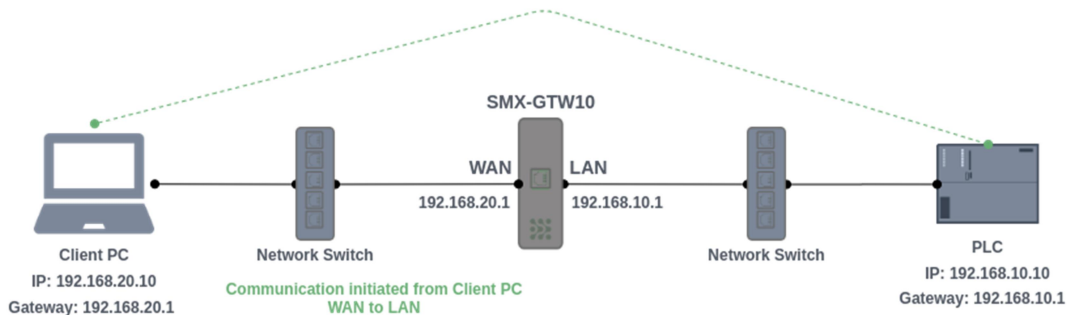 SMX-GTW10
WAN
LAN
192.168.20.1
192.168.10.1
Client PC
IP: 192.168.20.10
Gateway: 192.168.20.1
Network Switch
Network Switch
PLC
IP: 192.168.10.10
Gateway: 192.168.10.1
Communication initiated from Client PC
WAN to LAN